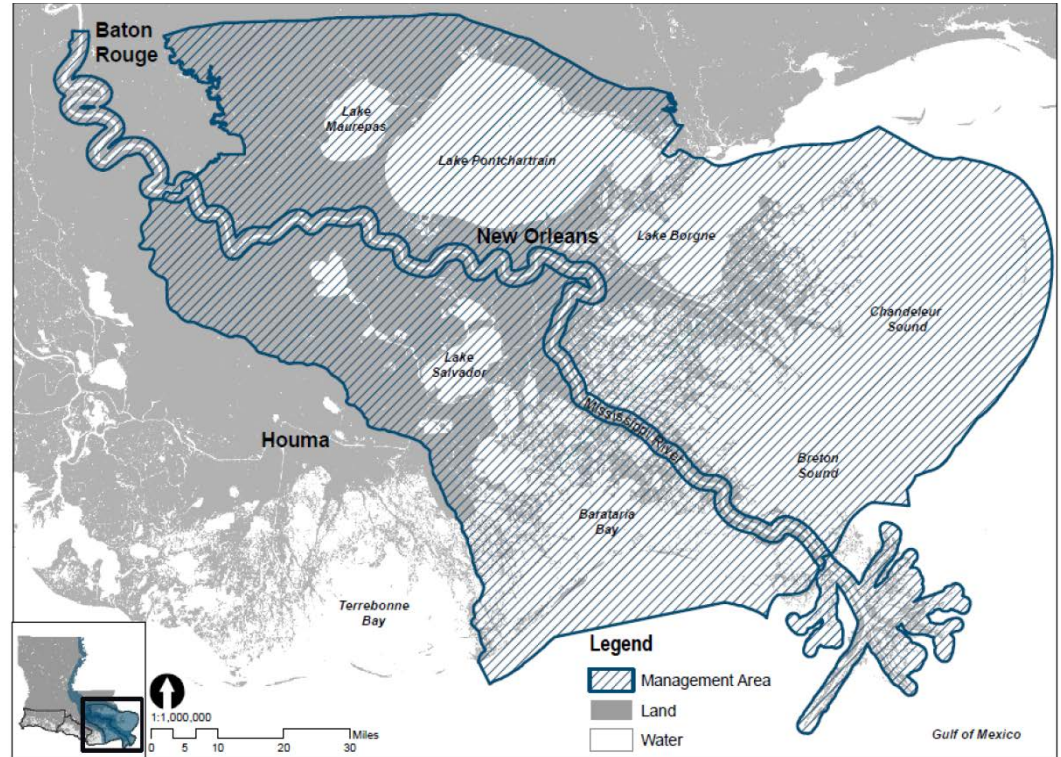 Baton
Rouge
Lake
Maurepas
Lake Pontchartrain
New Orleans
Lake Borgne
Chandeleur
Sound
Lake
Salvador
Mississippi River
Houma
Breton
Sound
Barataria
Bay
Terrebonne
Bay
Legend
Management Area
Land
Water
1:1,000,000
Miles
0 5 10 20 30
Gulf of Mexico